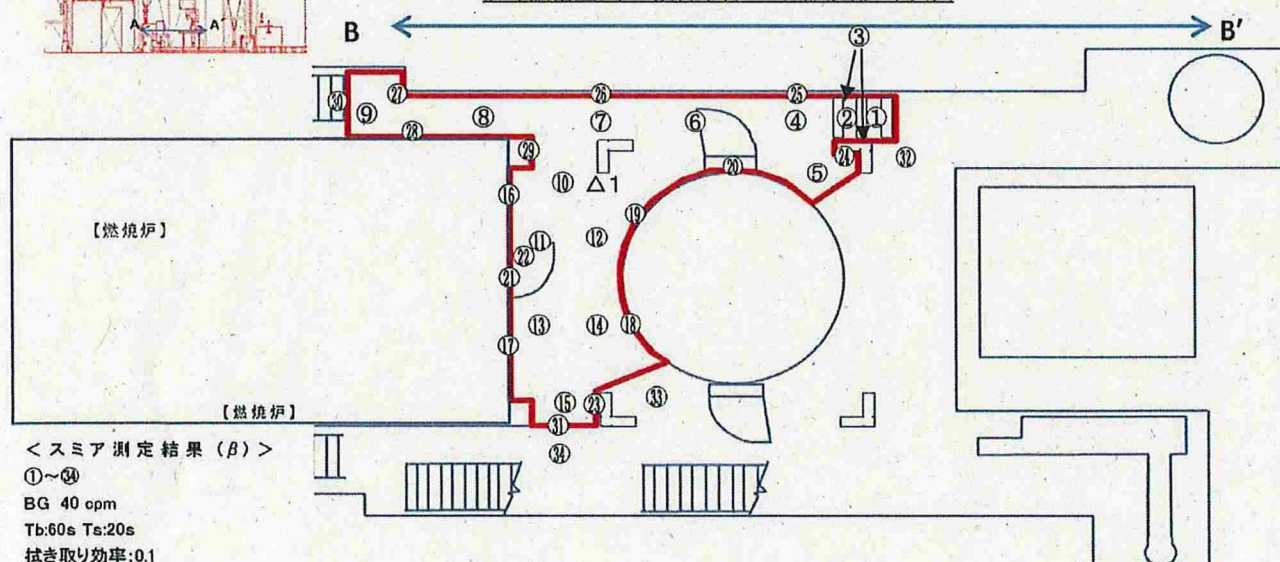 A A'
B B'
③
㉚ ⑨ ㉗ ⑧ ㉖ ⑦ ⑥ ㉕ ④ ② ①
㉘ ㉙ ㉔ ㉜
⑯ ⑩ △1 ⑳ ⑤
【燃焼炉】 ⑲
⑪ ⑫
㉒
㉑
⑰ ⑬ ⑭ ⑱
【燃焼炉】 ⑮ ㉓ ㉝
㉛
㉞
<スミア測定結果(β)>
①~㉞
BG 40 cpm
Tb:60s Ts:20s
拭き取り効率:0.1